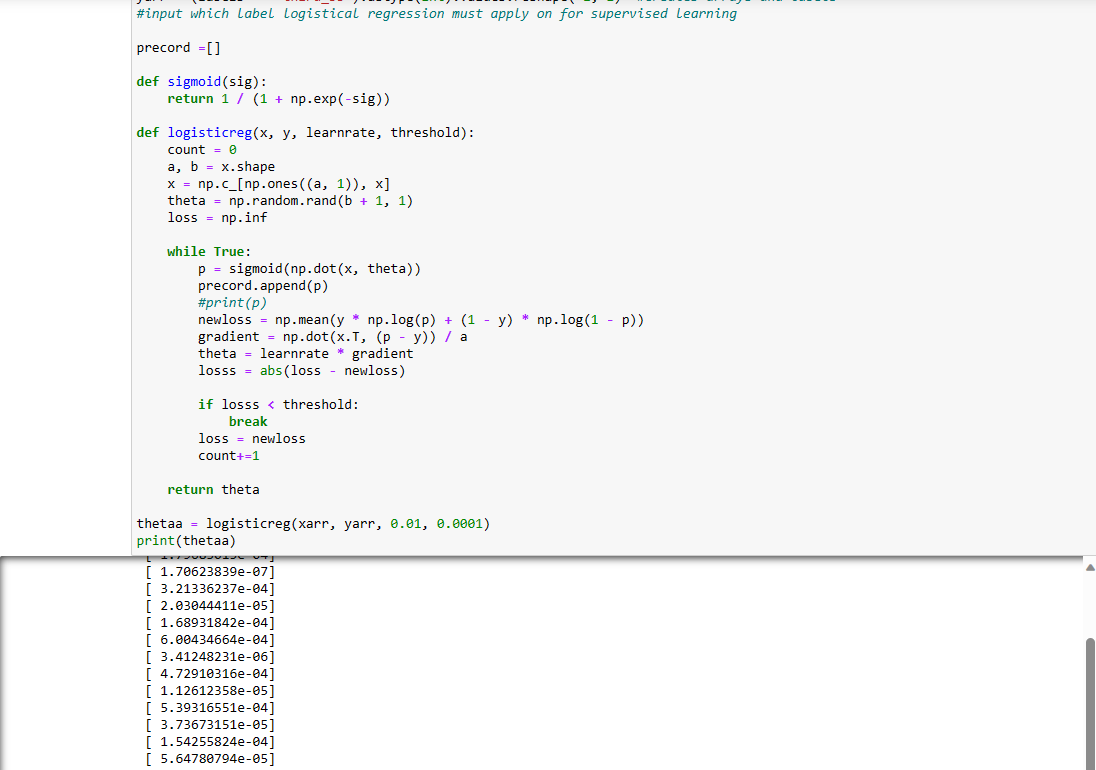 #input which label logistical regression must apply on for supervised learning
precord =[]
def sigmoid(sig):
    return 1 / (1 + np.exp(-sig))
def logisticreg(x, y, learnrate, threshold):
    count = 0
    a, b = x.shape
    x = np.c_[np.ones((a, 1)), x]
    theta = np.random.rand(b + 1, 1)
    loss = np.inf
    while True:
        p = sigmoid(np.dot(x, theta))
        precord.append(p)
        #print(p)
        newloss = np.mean(y * np.log(p) + (1 - y) * np.log(1 - p))
        gradient = np.dot(x.T, (p - y)) / a
        theta = learnrate * gradient
        losss = abs(loss - newloss)
        if losss < threshold:
            break
        loss = newloss
        count+=1
    return theta
thetaa = logisticreg(xarr, yarr, 0.01, 0.0001)
print(thetaa)
[ 1.70623839e-07]
[ 3.21336237e-04]
[ 2.03044411e-05]
[ 1.68931842e-04]
[ 6.00434664e-04]
[ 3.41248231e-06]
[ 4.72910316e-04]
[ 1.12612358e-05]
[ 5.39316551e-04]
[ 3.73673151e-05]
[ 1.54255824e-04]
[ 5.64780794e-05]